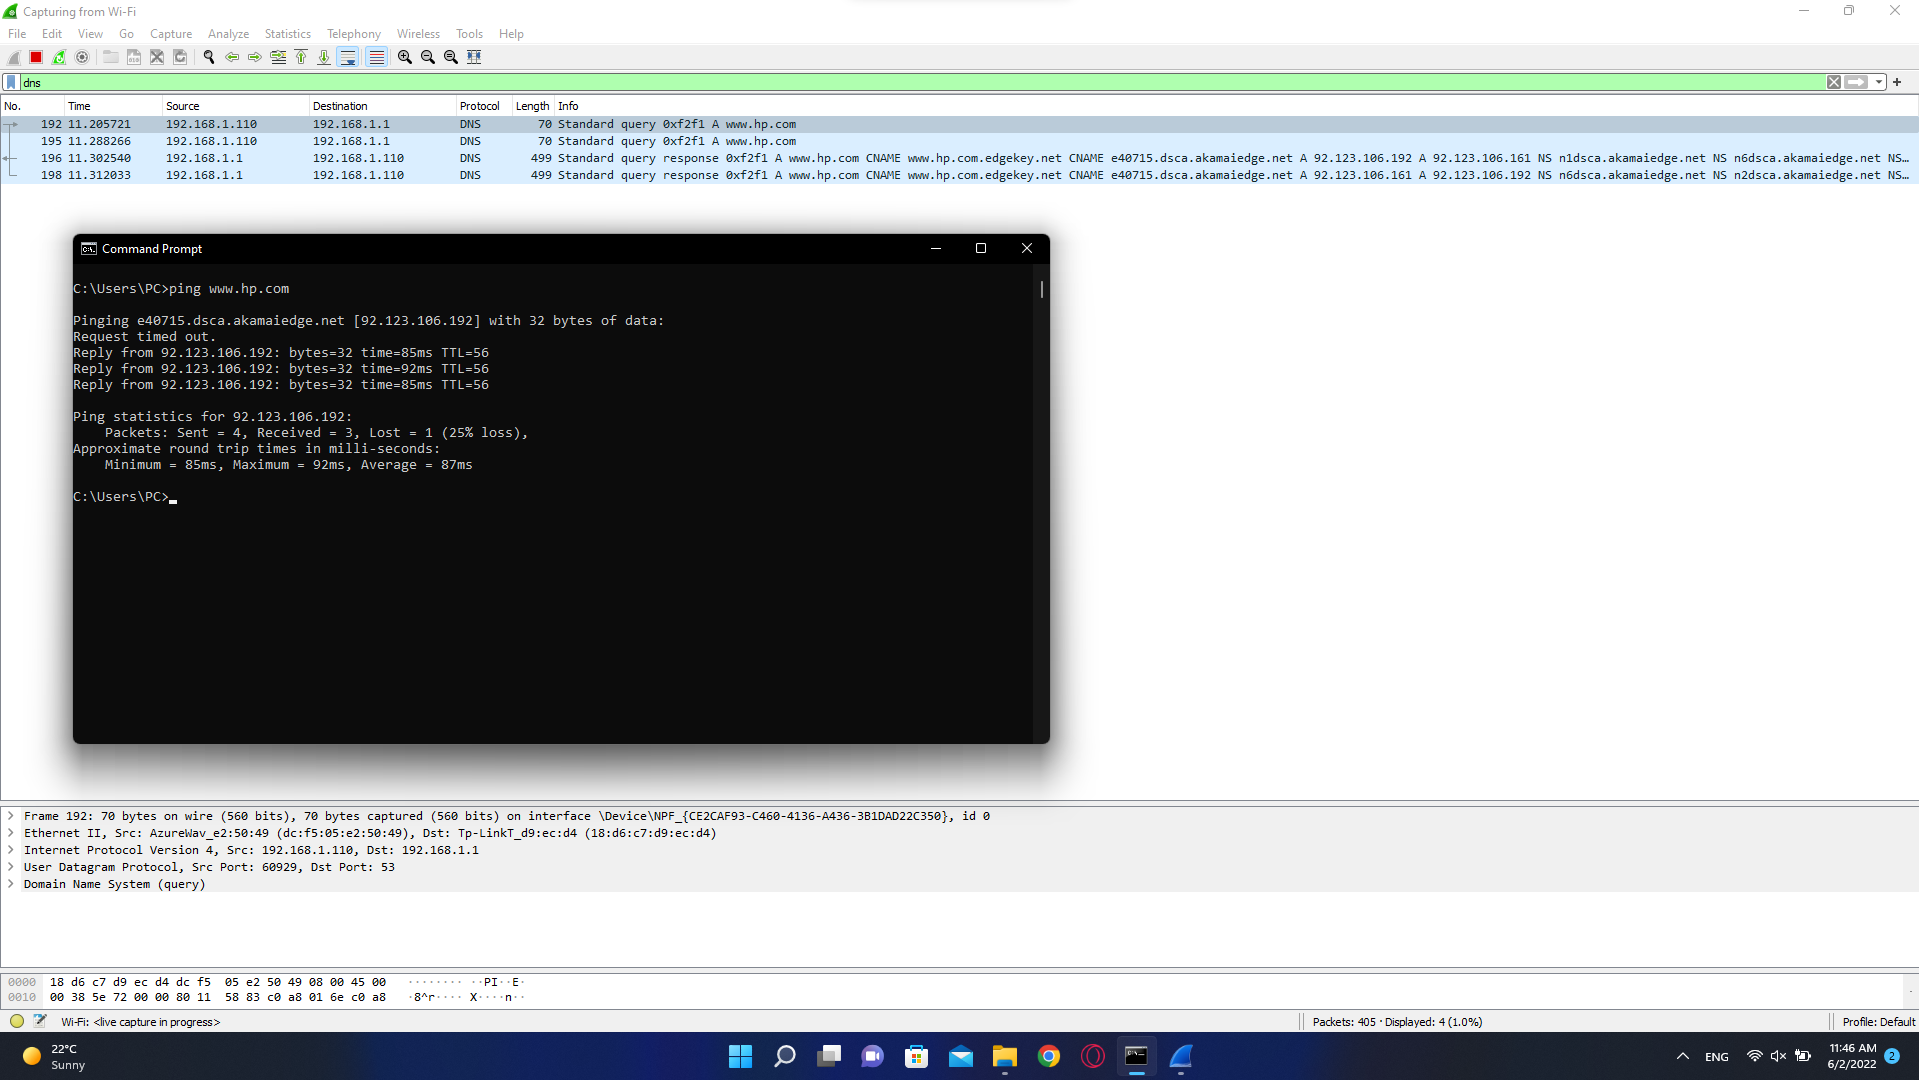 Capturing from Wi-Fi
File Edit View Go Capture Analyze Statistics Telephony Wireless Tools Help
dns
No. Time Source Destination Protocol Length Info
192 11.205721 192.168.1.110 192.168.1.1 DNS 70 Standard query 0xf2f1 A www.hp.com
195 11.288266 192.168.1.110 192.168.1.1 DNS 70 Standard query 0xf2f1 A www.hp.com
196 11.302540 192.168.1.1 192.168.1.110 DNS 499 Standard query response 0xf2f1 A www.hp.com CNAME www.hp.com.edgekey.net CNAME e40715.dsca.akamaiedge.net A 92.123.106.192 A 92.123.106.161 NS n1dsca.akamaiedge.net NS n6dsca.akamaiedge.net NS…
198 11.312033 192.168.1.1 192.168.1.110 DNS 499 Standard query response 0xf2f1 A www.hp.com CNAME www.hp.com.edgekey.net CNAME e40715.dsca.akamaiedge.net A 92.123.106.161 A 92.123.106.192 NS n6dsca.akamaiedge.net NS n2dsca.akamaiedge.net NS…
Command Prompt
C:\Users\PC>ping www.hp.com
Pinging e40715.dsca.akamaiedge.net [92.123.106.192] with 32 bytes of data:
Request timed out.
Reply from 92.123.106.192: bytes=32 time=85ms TTL=56
Reply from 92.123.106.192: bytes=32 time=92ms TTL=56
Reply from 92.123.106.192: bytes=32 time=85ms TTL=56
Ping statistics for 92.123.106.192:
Packets: Sent = 4, Received = 3, Lost = 1 (25% loss),
Approximate round trip times in milli-seconds:
Minimum = 85ms, Maximum = 92ms, Average = 87ms
C:\Users\PC>
Frame 192: 70 bytes on wire (560 bits), 70 bytes captured (560 bits) on interface \Device\NPF_{CE2CAF93-C460-4136-A436-3B1DAD22C350}, id 0
Ethernet II, Src: AzureWav_e2:50:49 (dc:f5:05:e2:50:49), Dst: Tp-LinkT_d9:ec:d4 (18:d6:c7:d9:ec:d4)
Internet Protocol Version 4, Src: 192.168.1.110, Dst: 192.168.1.1
User Datagram Protocol, Src Port: 60929, Dst Port: 53
Domain Name System (query)
0000 18 d6 c7 d9 ec d4 dc f5 05 e2 50 49 08 00 45 00 ········ ··PI··E·
0010 00 38 5e 72 00 00 80 11 58 83 c0 a8 01 6e c0 a8 ·8^r···· X····n··
Wi-Fi: <live capture in progress>
Packets: 405 · Displayed: 4 (1.0%)
Profile: Default
22°C
Sunny
ENG
11:46 AM
6/2/2022
2